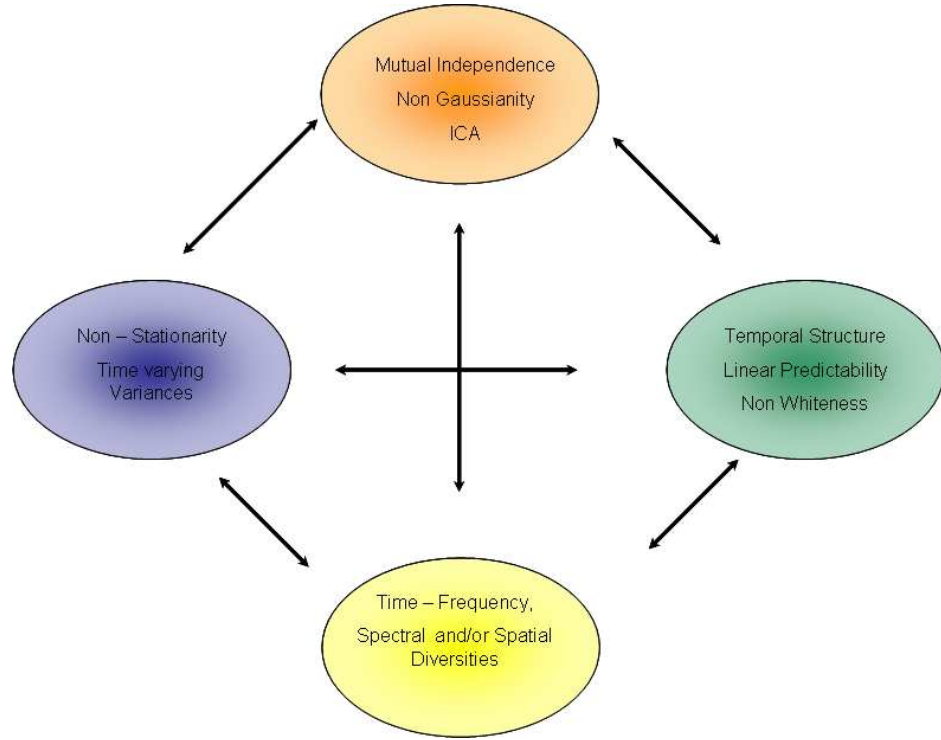 Mutual Independence
Non Gaussianity
ICA
Non – Stationarity
Time varying
Variances
Temporal Structure
Linear Predictability
Non Whiteness
Time – Frequency,
Spectral and/or Spatial
Diversities